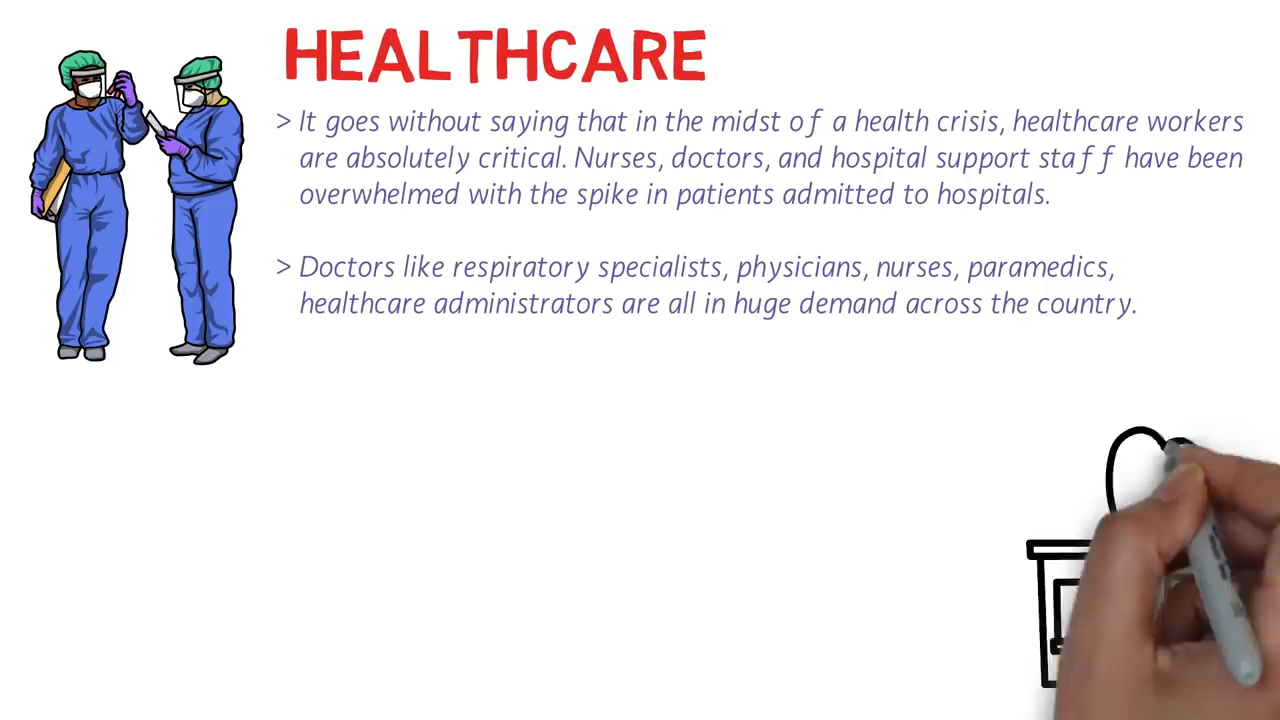 HEALTHCARE
> It goes without saying that in the midst of a health crisis, healthcare workers
are absolutely critical. Nurses, doctors, and hospital support staff have been
overwhelmed with the spike in patients admitted to hospitals.
> Doctors like respiratory specialists, physicians, nurses, paramedics,
healthcare administrators are all in huge demand across the country.